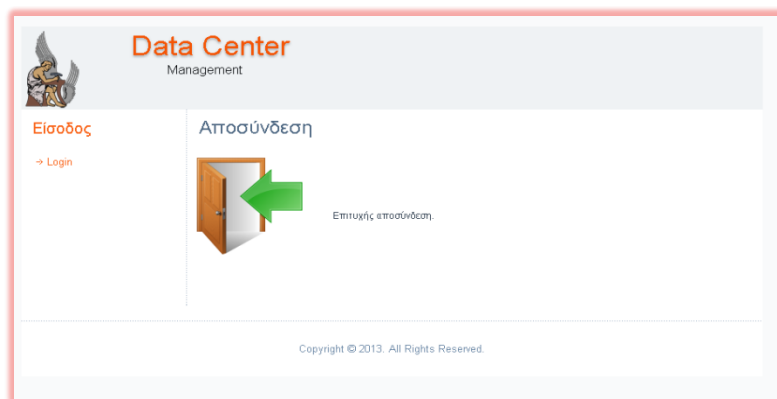 Data Center
Management
Είσοδος
→ Login
Αποσύνδεση
Επιτυχής αποσύνδεση.
Copyright © 2013. All Rights Reserved.